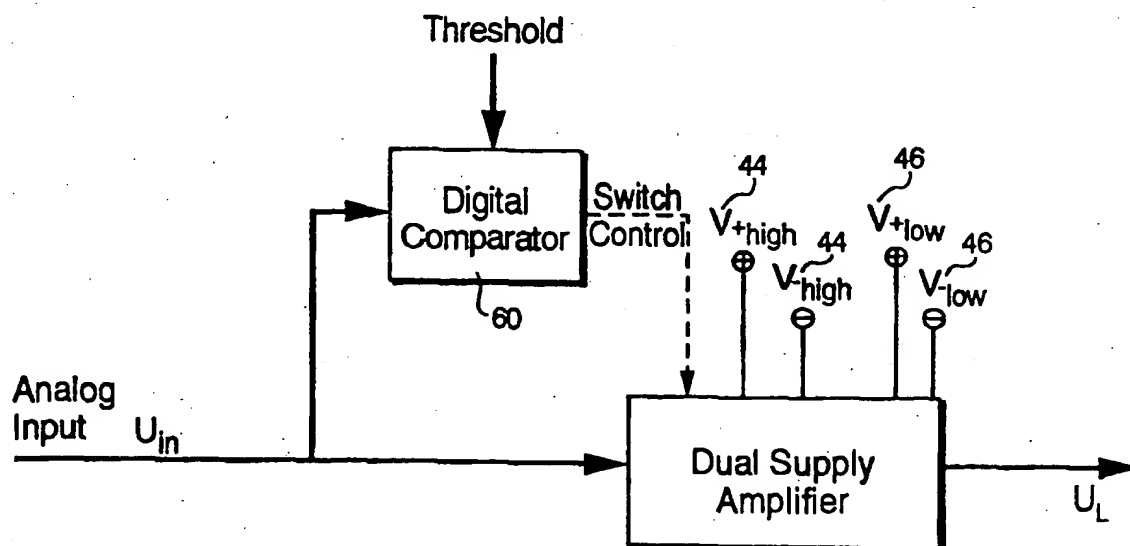 Threshold
Digital
Comparator
60
Switch
Control
44
V+high
44
V-high
46
V+low
46
V-low
Analog
Input Uin
Dual Supply
Amplifier
UL